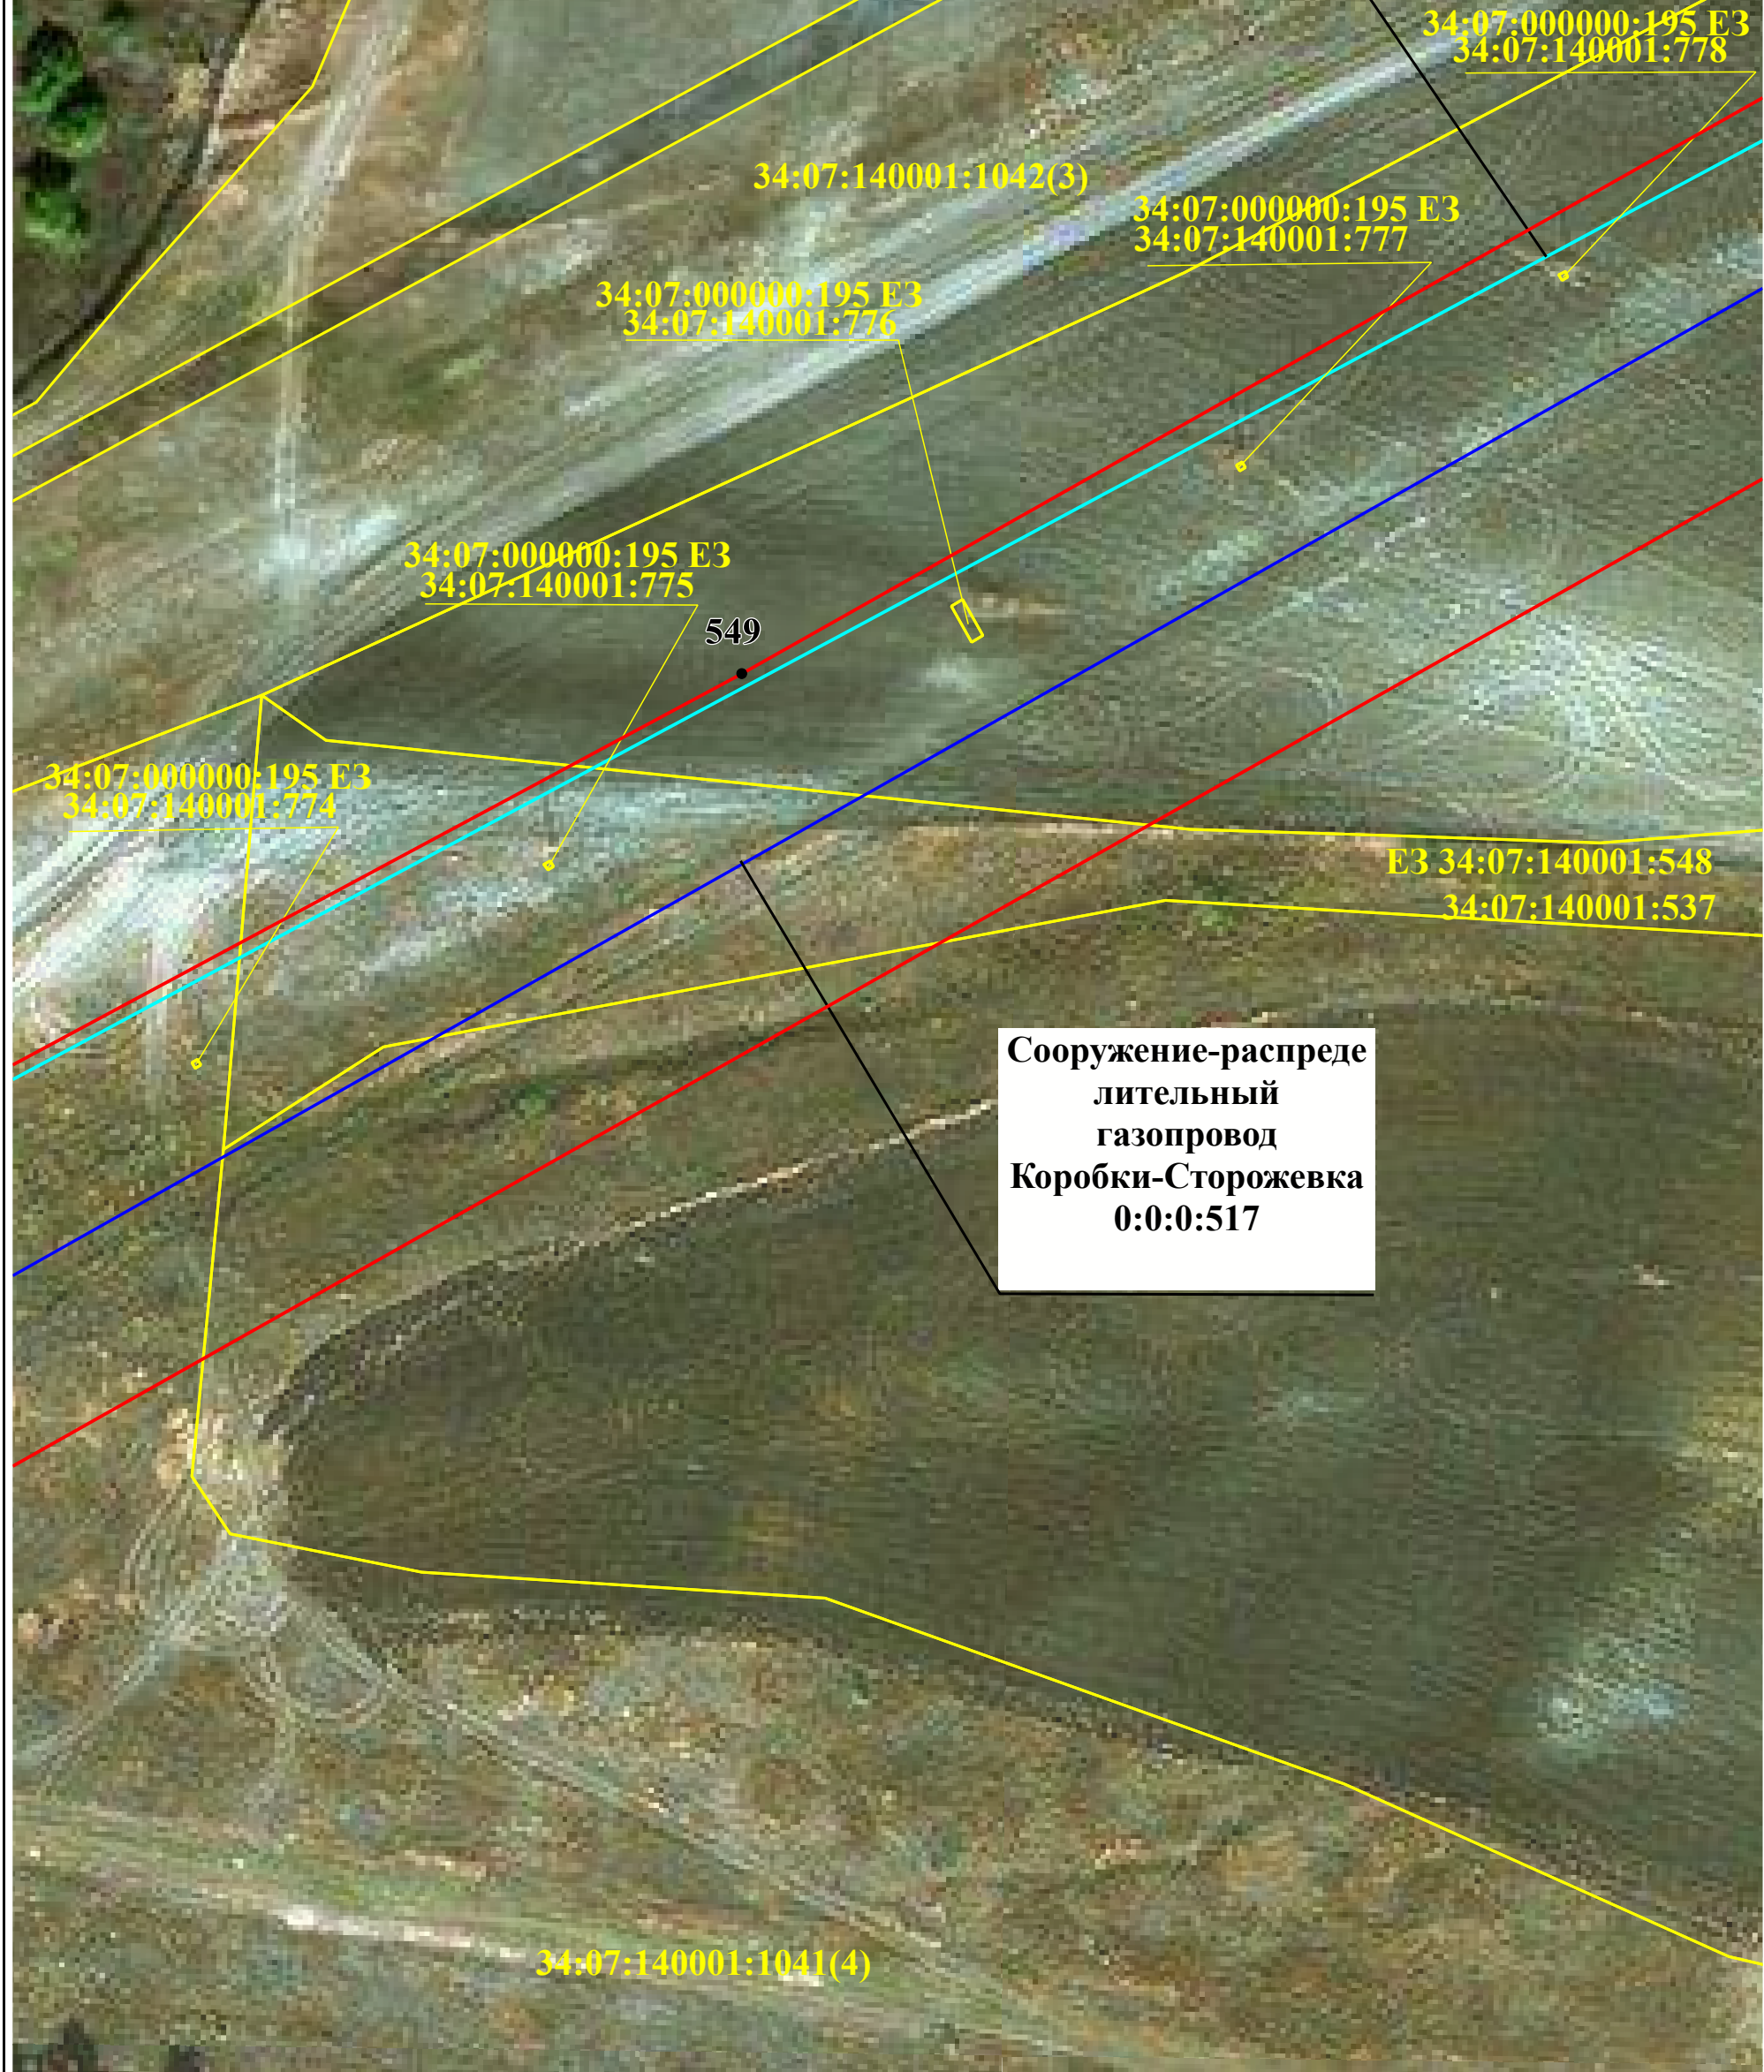 34:07:000000:195 ЕЗ
34:07:140001:778
34:07:140001:1042(3)
34:07:000000:195 ЕЗ
34:07:140001:777
34:07:000000:195 ЕЗ
34:07:140001:776
34:07:000000:195 ЕЗ
34:07:140001:775
549
34:07:000000:195 ЕЗ
34:07:140001:774
ЕЗ 34:07:140001:548
34:07:140001:537
Сооружение-распреде
лительный
газопровод
Коробки-Сторожевка
0:0:0:517
34:07:140001:1041(4)